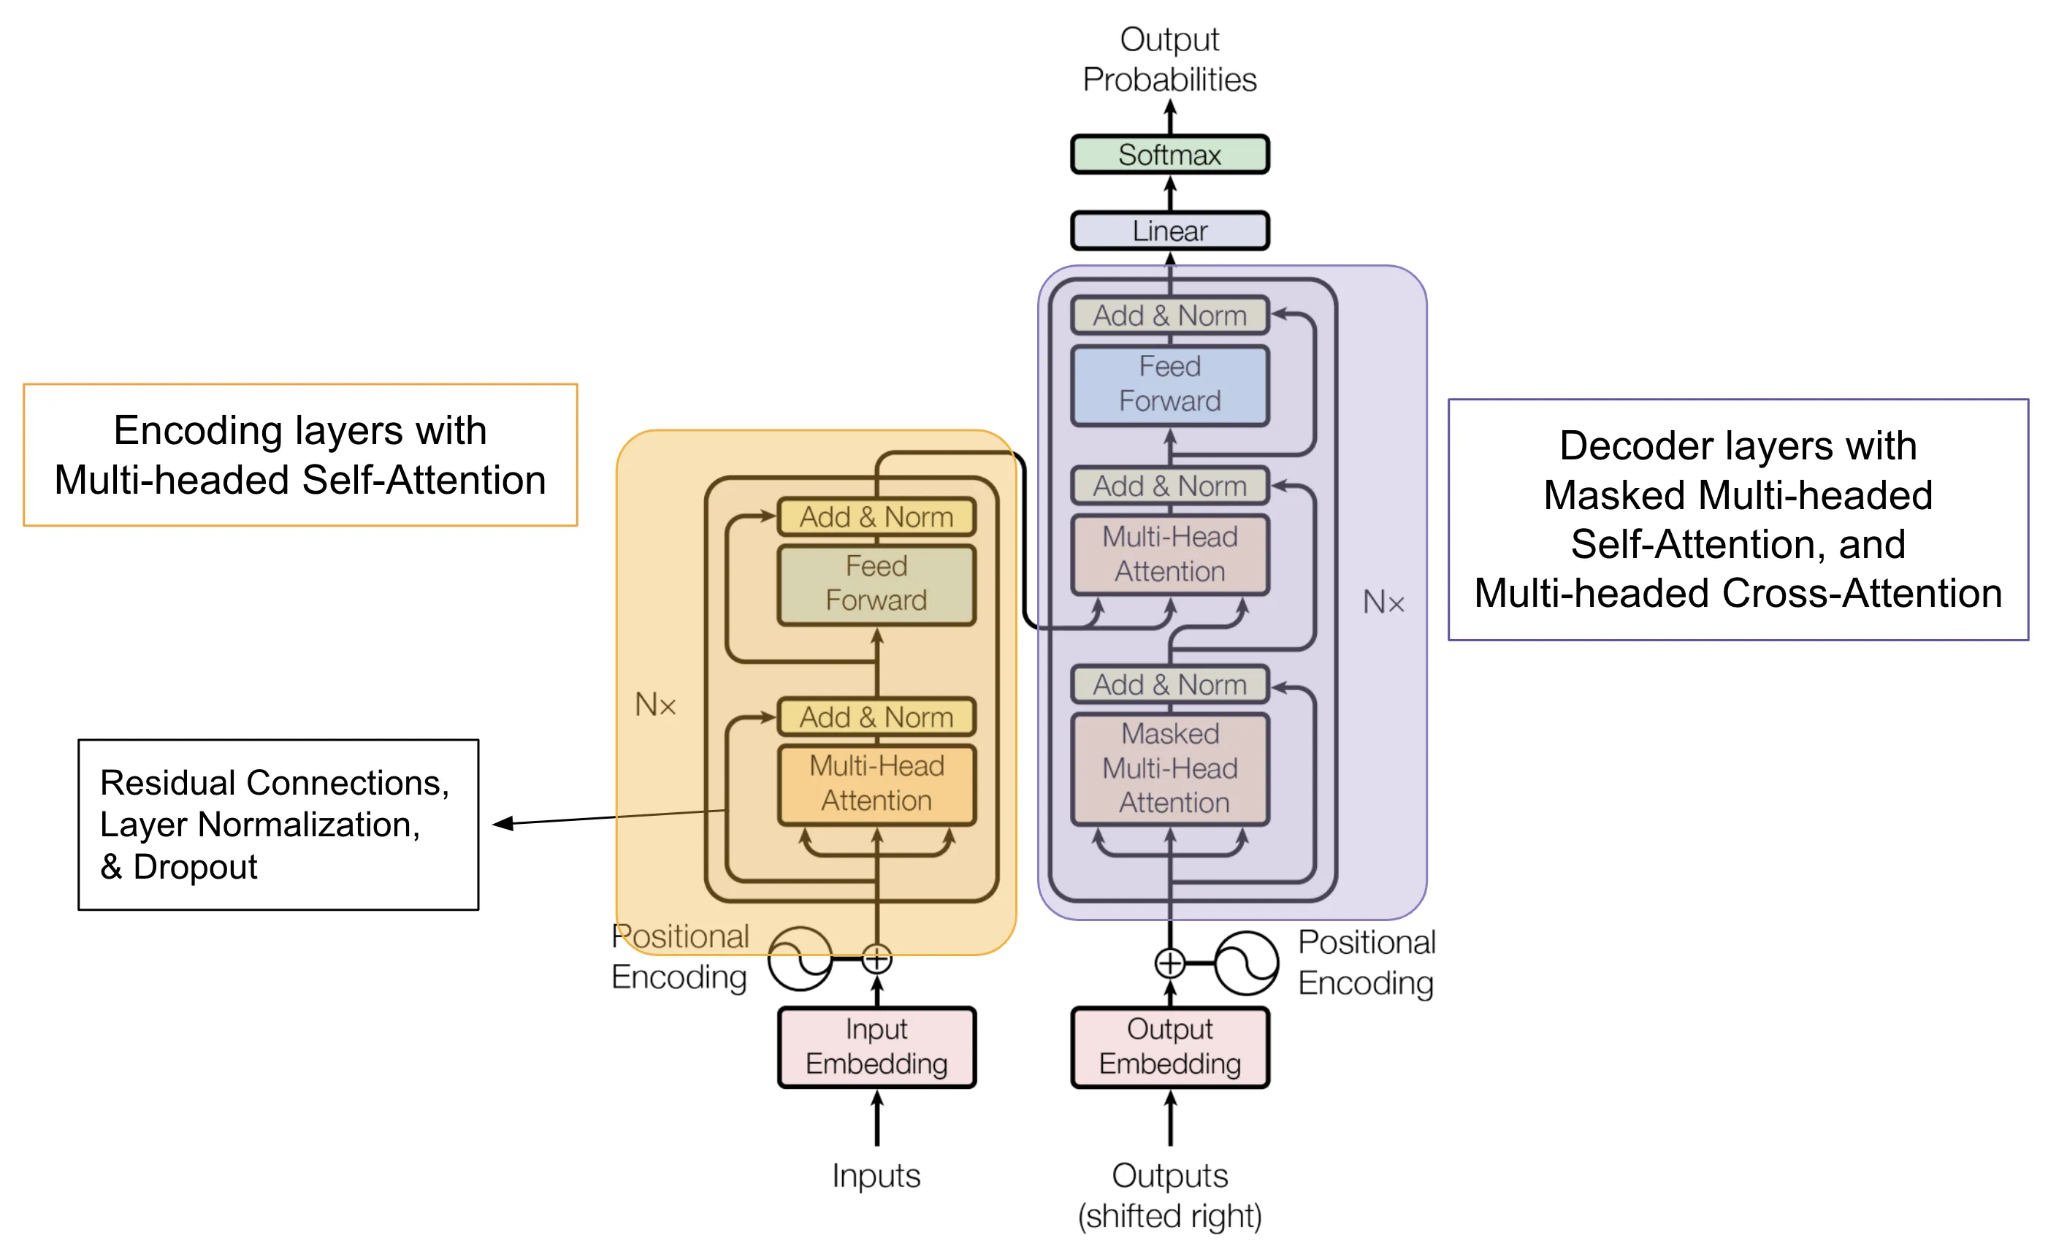 Output
Probabilities
Softmax
Linear
Add & Norm
Feed
Forward
Add & Norm
Multi-Head
Attention
N×
Add & Norm
Masked
Multi-Head
Attention
Decoder layers with
Masked Multi-headed
Self-Attention, and
Multi-headed Cross-Attention
Encoding layers with
Multi-headed Self-Attention
Add & Norm
Feed
Forward
N×
Add & Norm
Multi-Head
Attention
Residual Connections,
Layer Normalization,
& Dropout
Positional
Encoding
Positional
Encoding
Input
Embedding
Output
Embedding
Inputs
Outputs
(shifted right)